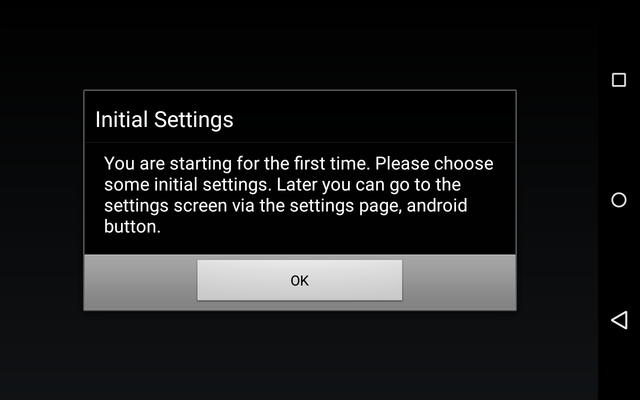 Initial Settings
You are starting for the first time. Please choose
some initial settings. Later you can go to the
settings screen via the settings page, android
button.
OK